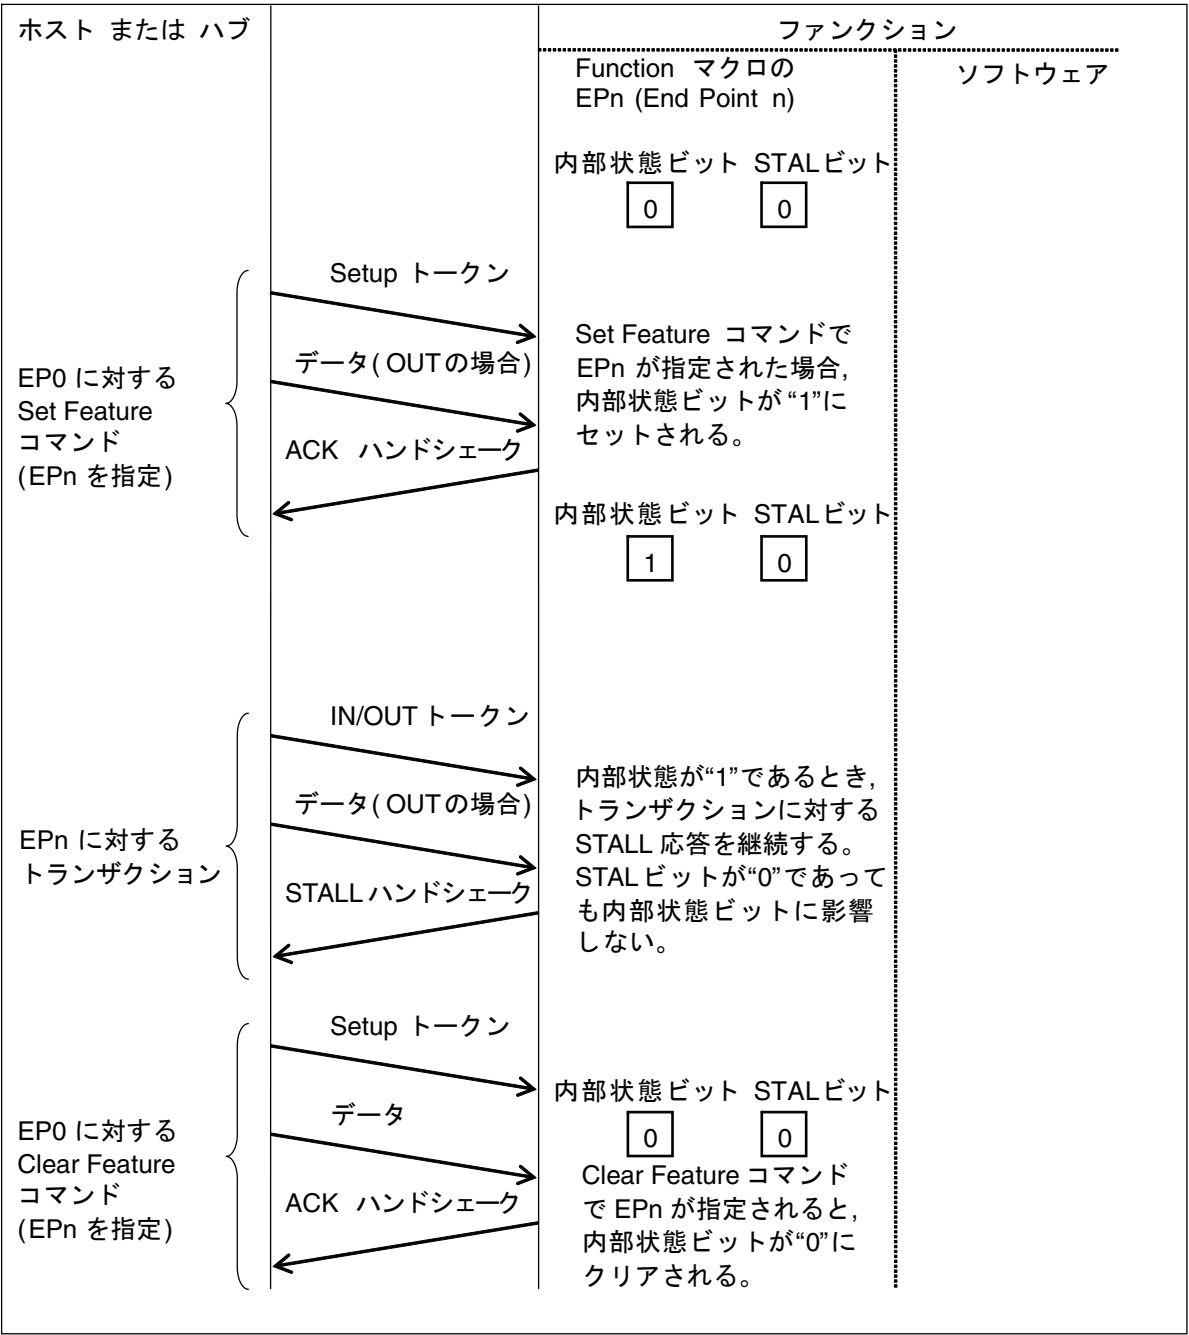 ホスト または ハブ
ファンクション
Function マクロの
EPn (End Point n)
ソフトウェア
内部状態ビット STALビット
0 0
EP0 に対する
Set Feature
コマンド
(EPn を指定)
Setup トークン
データ( OUTの場合)
ACK ハンドシェーク
Set Feature コマンドで
EPn が指定された場合,
内部状態ビットが “1”に
セットされる。
内部状態ビット STALビット
1 0
EPn に対する
トランザクション
IN/OUT トークン
データ( OUTの場合)
STALL ハンドシェーク
内部状態が“1”であるとき,
トランザクションに対する
STALL 応答を継続する。
STAL ビットが“0”であって
も内部状態ビットに影響
しない。
EP0 に対する
Clear Feature
コマンド
(EPn を指定)
Setup トークン
データ
ACK ハンドシェーク
内部状態ビット STALビット
0 0
Clear Feature コマンド
で EPn が指定されると,
内部状態ビットが“0”に
クリアされる。